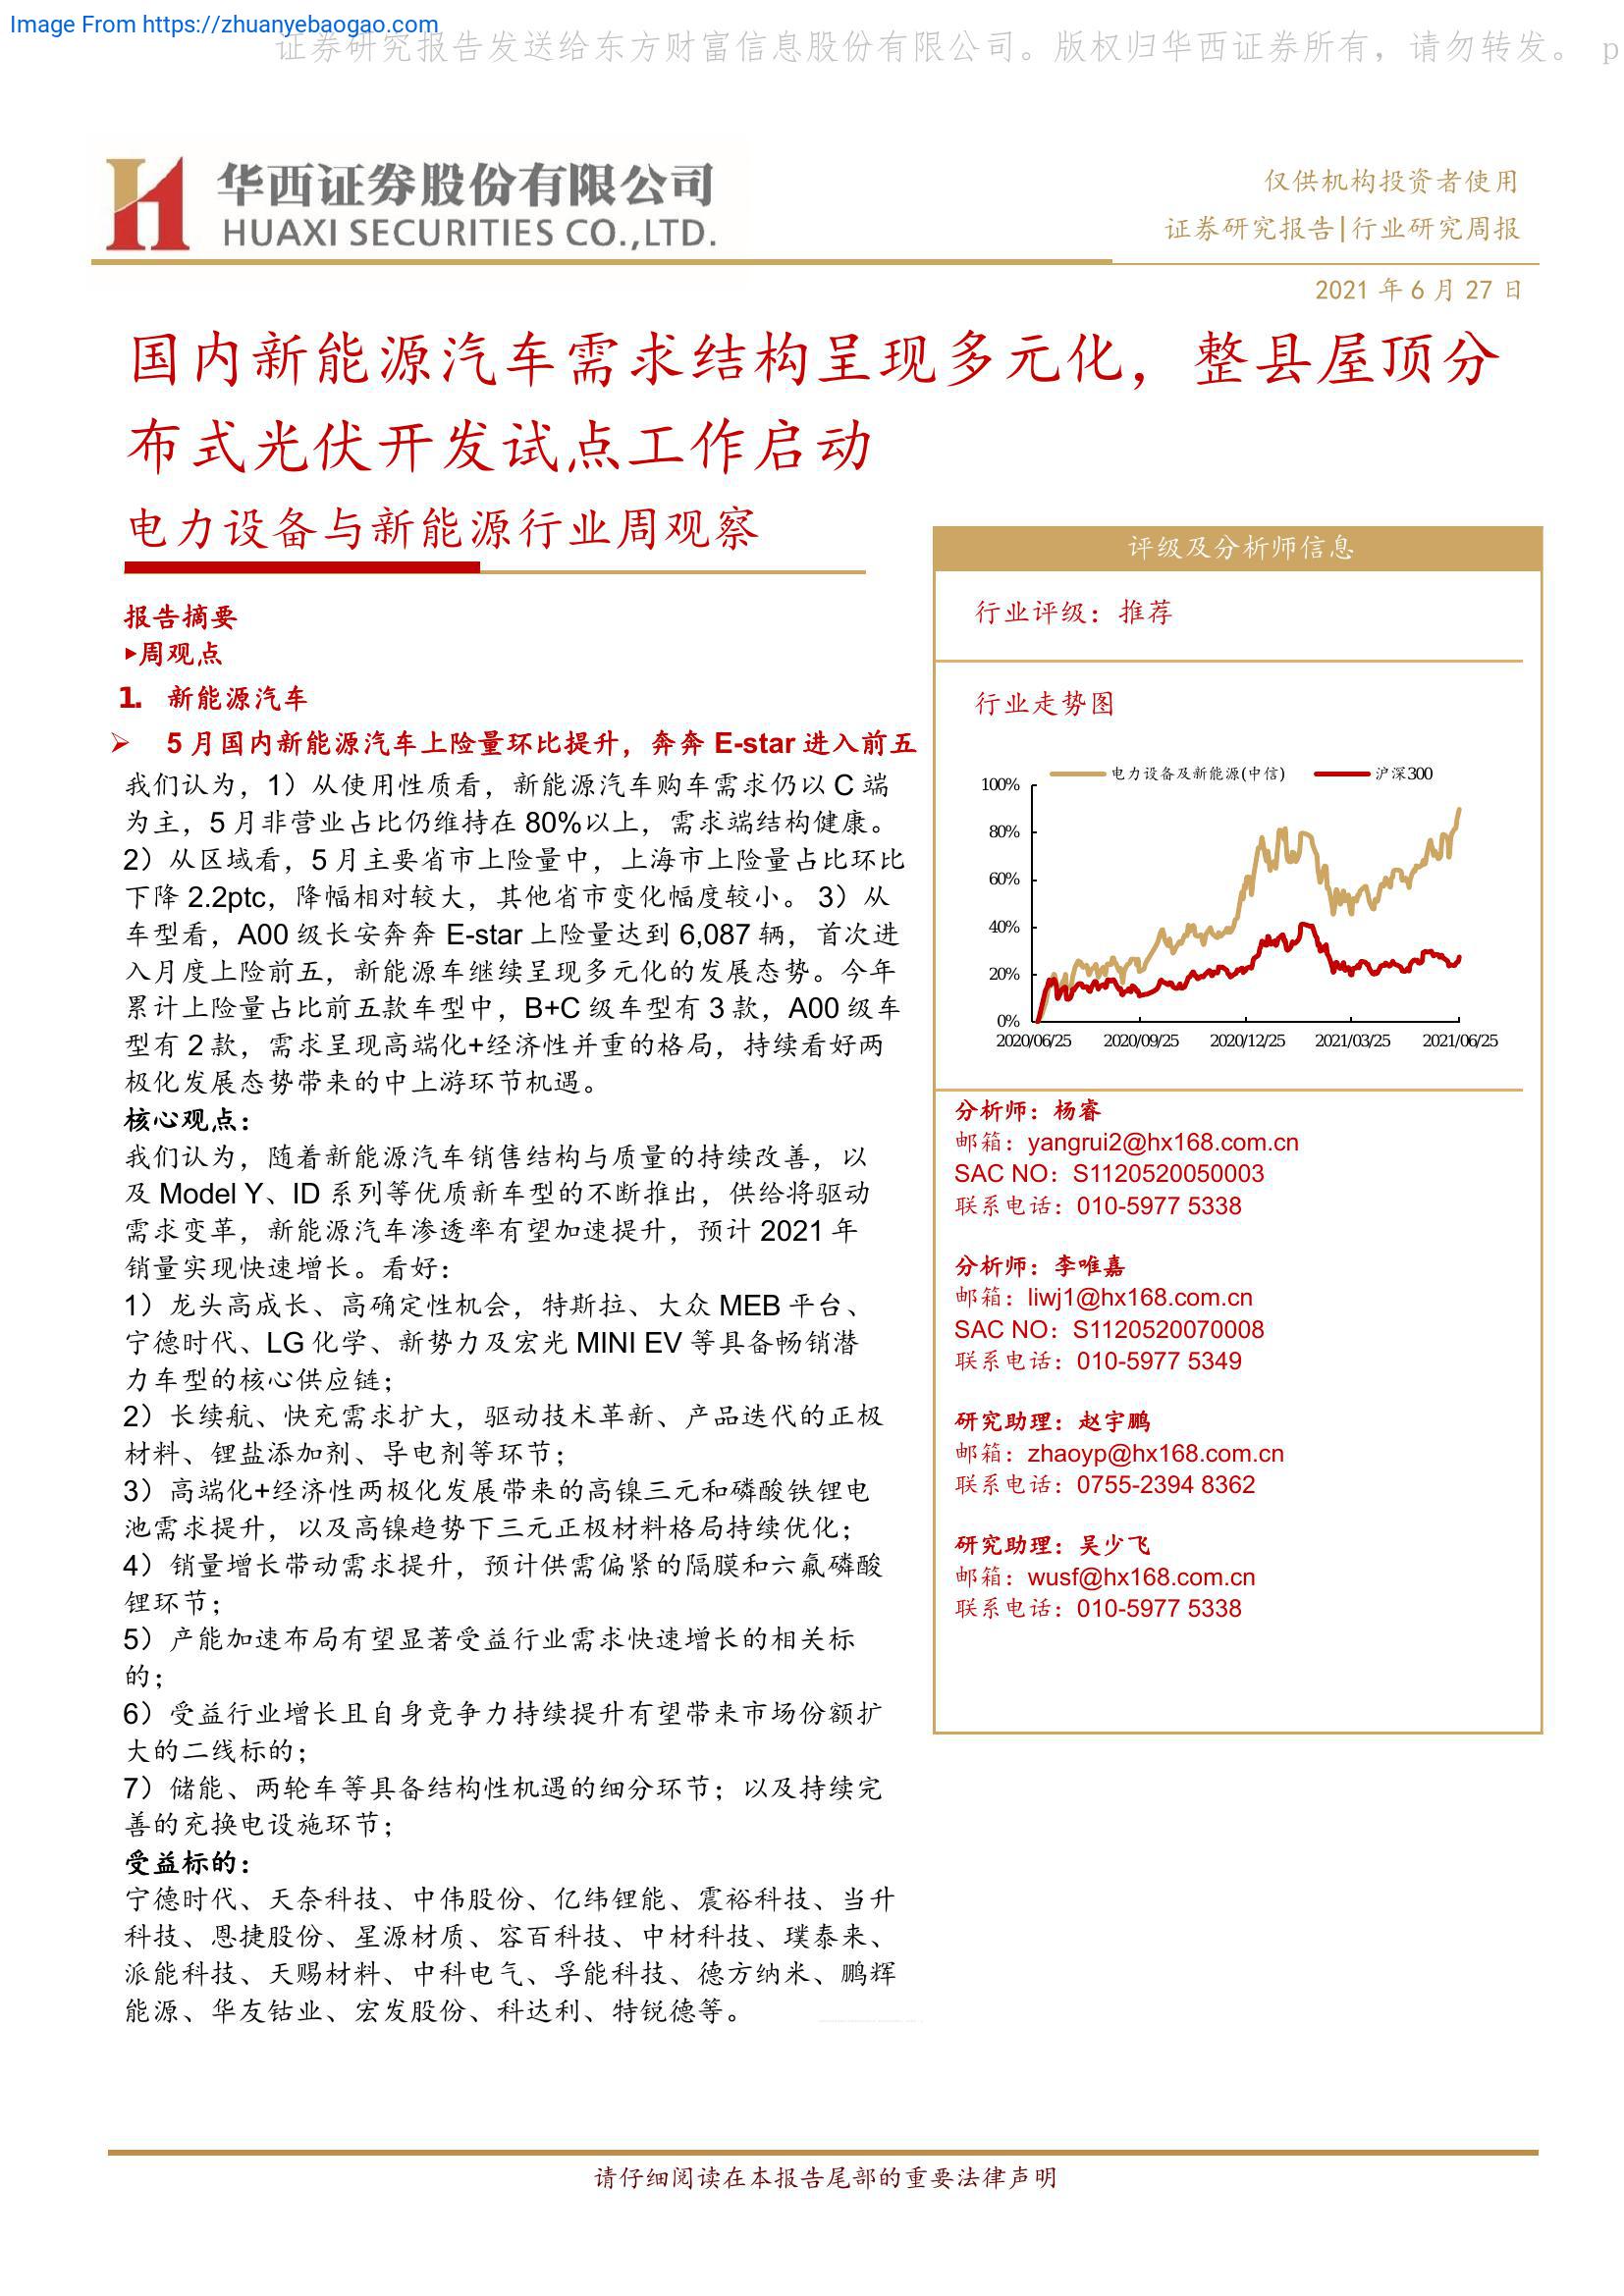 Image From https://zhuanyebaogao.com
证券研究报告发送给东方财富信息股份有限公司。版权归华西证券所有，请勿转发。 p
华西证券股份有限公司
HUAXI SECURITIES CO.,LTD.
仅供机构投资者使用
证券研究报告|行业研究周报
2021 年 6 月 27 日
国内新能源汽车需求结构呈现多元化，整县屋顶分
布式光伏开发试点工作启动
电力设备与新能源行业周观察
报告摘要
▸周观点
1. 新能源汽车
➢ 5 月国内新能源汽车上险量环比提升，奔奔 E-star 进入前五
我们认为，1）从使用性质看，新能源汽车购车需求仍以 C 端
为主，5 月非营业占比仍维持在 80%以上，需求端结构健康。
2）从区域看，5 月主要省市上险量中，上海市上险量占比环比
下降 2.2ptc，降幅相对较大，其他省市变化幅度较小。 3）从
车型看，A00 级长安奔奔 E-star 上险量达到 6,087 辆，首次进
入月度上险前五，新能源车继续呈现多元化的发展态势。今年
累计上险量占比前五款车型中，B+C 级车型有 3 款，A00 级车
型有 2 款，需求呈现高端化+经济性并重的格局，持续看好两
极化发展态势带来的中上游环节机遇。
核心观点：
我们认为，随着新能源汽车销售结构与质量的持续改善，以
及 Model Y、ID 系列等优质新车型的不断推出，供给将驱动
需求变革，新能源汽车渗透率有望加速提升，预计 2021 年
销量实现快速增长。看好：
1）龙头高成长、高确定性机会，特斯拉、大众 MEB 平台、
宁德时代、LG 化学、新势力及宏光 MINI EV 等具备畅销潜
力车型的核心供应链；
2）长续航、快充需求扩大，驱动技术革新、产品迭代的正极
材料、锂盐添加剂、导电剂等环节；
3）高端化+经济性两极化发展带来的高镍三元和磷酸铁锂电
池需求提升，以及高镍趋势下三元正极材料格局持续优化；
4）销量增长带动需求提升，预计供需偏紧的隔膜和六氟磷酸
锂环节；
5）产能加速布局有望显著受益行业需求快速增长的相关标
的；
6）受益行业增长且自身竞争力持续提升有望带来市场份额扩
大的二线标的；
7）储能、两轮车等具备结构性机遇的细分环节；以及持续完
善的充换电设施环节；
受益标的：
宁德时代、天奈科技、中伟股份、亿纬锂能、震裕科技、当升
科技、恩捷股份、星源材质、容百科技、中材科技、璞泰来、
派能科技、天赐材料、中科电气、孚能科技、德方纳米、鹏辉
能源、华友钴业、宏发股份、科达利、特锐德等。
评级及分析师信息
行业评级：推荐
行业走势图
电力设备及新能源(中信) 沪深300
100%
80%
60%
40%
20%
0%
2020/06/25 2020/09/25 2020/12/25 2021/03/25 2021/06/25
分析师：杨睿
邮箱：yangrui2@hx168.com.cn
SAC NO：S1120520050003
联系电话：010-5977 5338
分析师：李唯嘉
邮箱：liwj1@hx168.com.cn
SAC NO：S1120520070008
联系电话：010-5977 5349
研究助理：赵宇鹏
邮箱：zhaoyp@hx168.com.cn
联系电话：0755-2394 8362
研究助理：吴少飞
邮箱：wusf@hx168.com.cn
联系电话：010-5977 5338
请仔细阅读在本报告尾部的重要法律声明